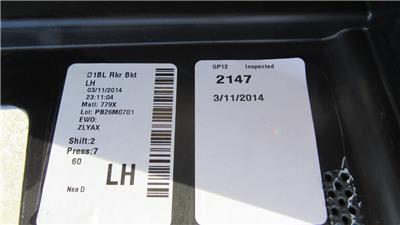 D1BL Rkr Bkt
LH
03/11/2014
23:11:04
Matl: 779X
Lot: PB26M0701
EWO:
ZLYAX
Shift:2
Press:7
60
LH
Nea D
GP12 Inspected
2147
3/11/2014